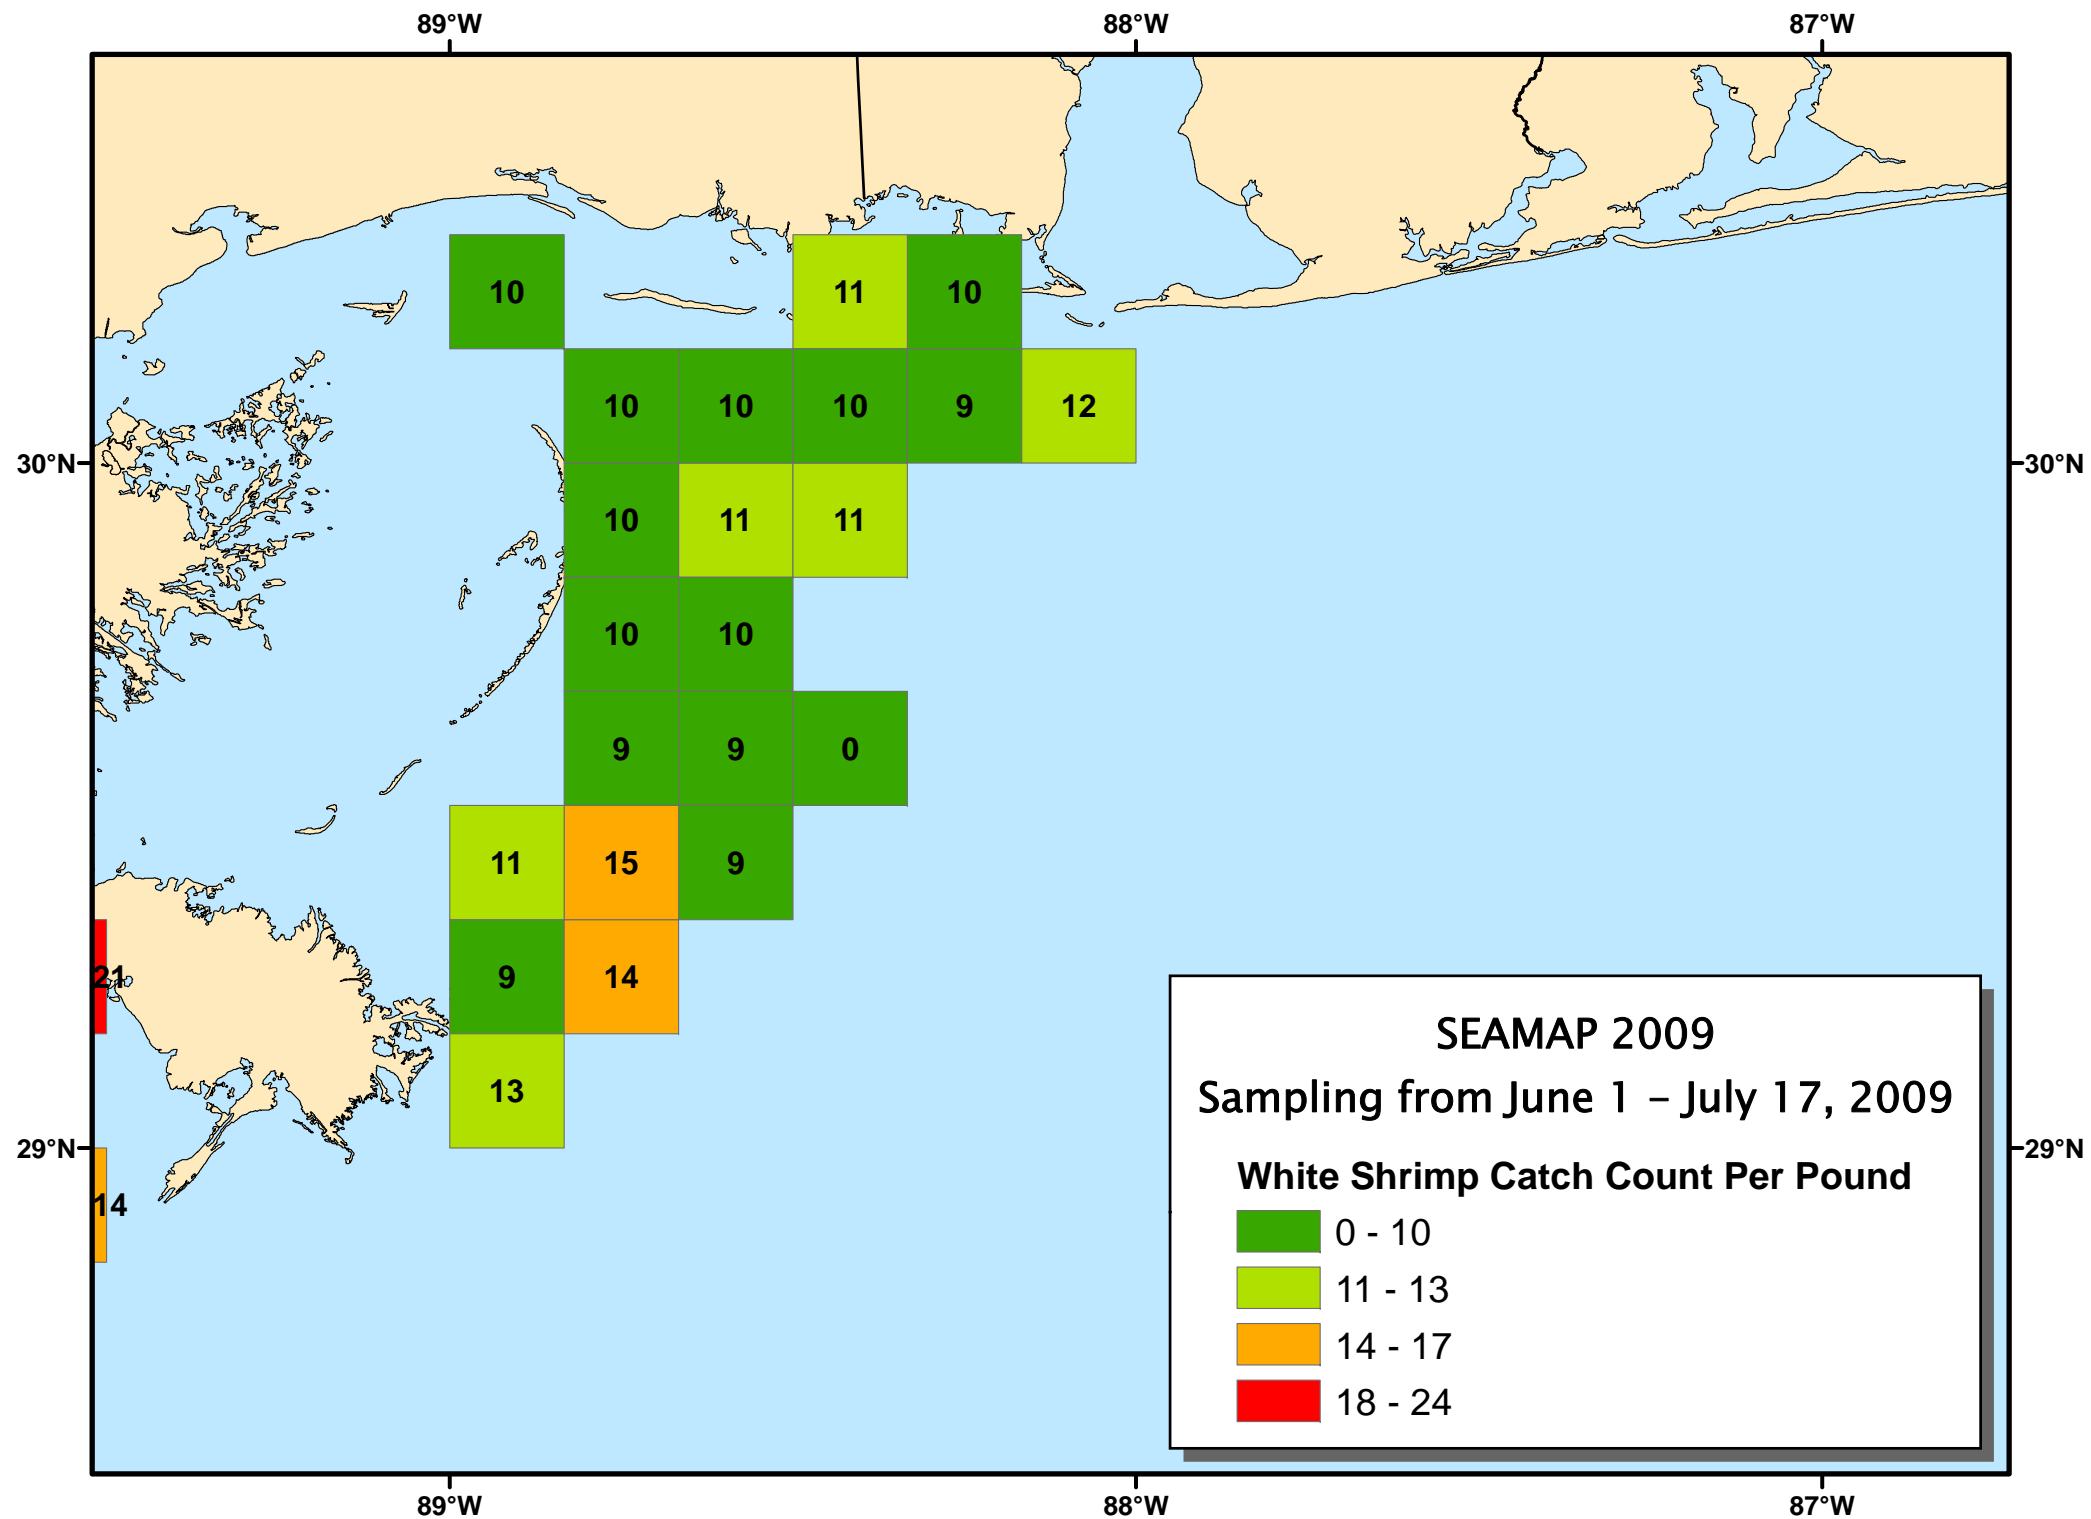 89°W 88°W 87°W
10 11 10
10 10 10 9 12
30°N 30°N
10 11 11
10 10
9 9 0
11 15 9
21 9 14
SEAMAP 2009
13 Sampling from June 1 - July 17, 2009
29°N 29°N
White Shrimp Catch Count Per Pound
14
0 - 10
11 - 13
14 - 17
18 - 24
89°W 88°W 87°W